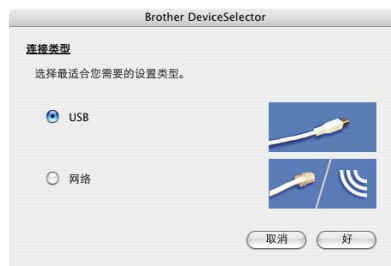 Brother DeviceSelector
连接类型
选择最适合您需要的设置类型。
USB
网络
取消 好